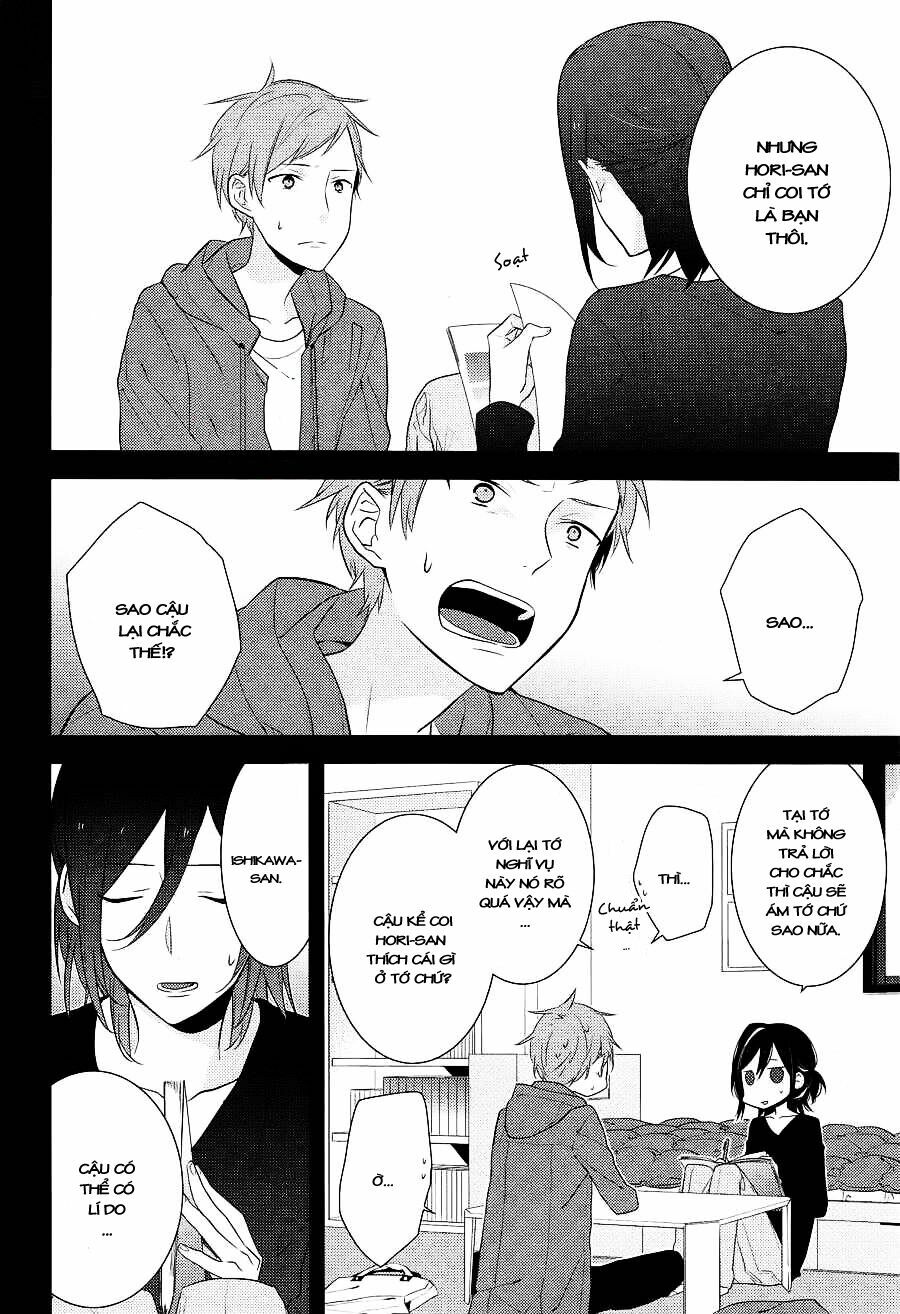 NHƯNG
HORI-SAN
CHỈ COI TỚ
LÀ BẠN
THÔI.
Soạt
SAO...
SAO CẬU
LẠI CHẮC
THẾ!?
TẠI TỚ
MÀ KHÔNG
TRẢ LỜI
CHO CHẮC
THÌ CẬU SẼ
ÁM TỚ CHỨ
SAO NỮA.
THÌ...
Chuẩn
thật
...
VỚI LẠI TỚ
NGHĨ VỤ
NÀY NÓ RÕ
QUÁ VẬY MÀ
...
CẬU KỂ COI
HORI-SAN
THÍCH CÁI GÌ
Ở TỚ CHỨ?
Ờ...
ISHIKAWA-
SAN.
CẬU CÓ
THỂ CÓ
LÍ DO
...